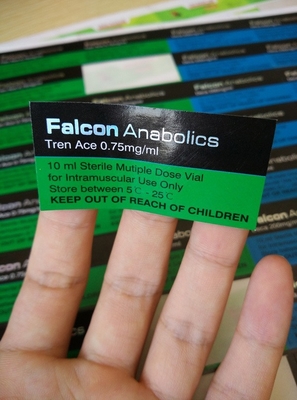 Falcon Anabolics
Tren Ace 0.75mg/ml
10 ml Sterile Mutiple Dose Vial
for Intramuscular Use Only
Store between 5℃ - 25℃
KEEP OUT OF REACH OF CHILDREN